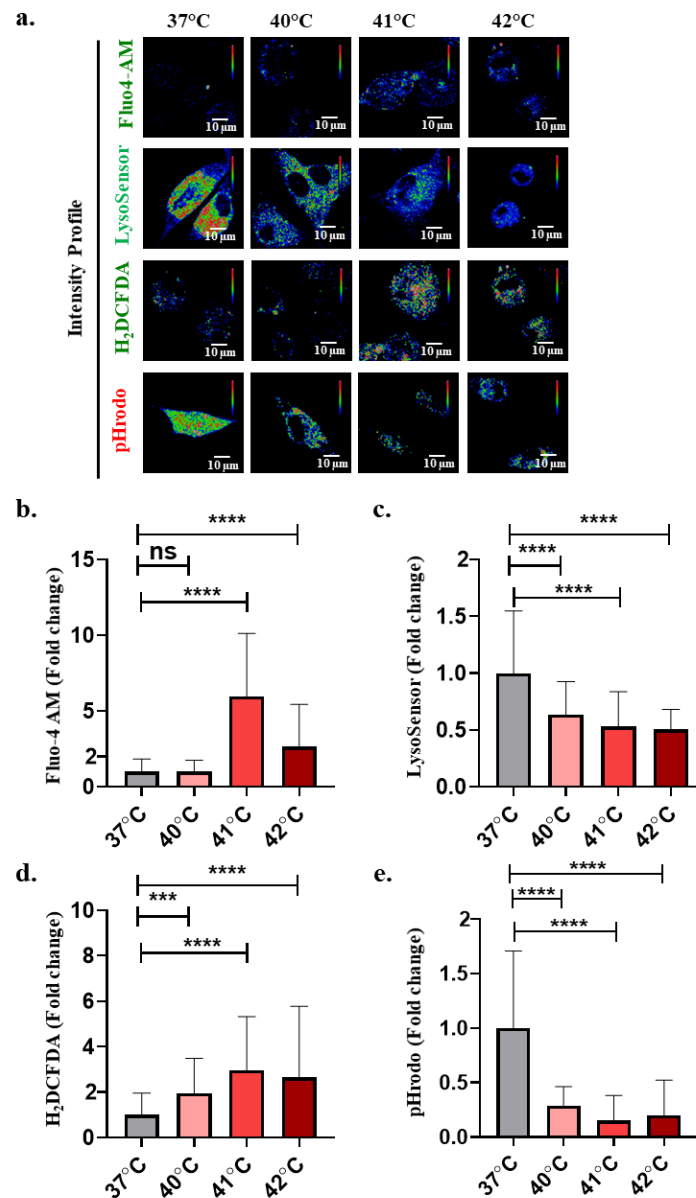 a.
37°C 40°C 41°C 42°C
Intensity Profile
Fluo4-AM
10 µm 10 µm 10 µm 10 µm
LysoSensor
10 µm 10 µm 10 µm 10 µm
H₂DCFDA
10 µm 10 µm 10 µm 10 µm
pHrodo
10 µm 10 µm 10 µm 10 µm
b.
****
ns
****
Fluo-4 AM (Fold change)
15
10
5
2
0
37°C 40°C 41°C 42°C
c.
****
****
****
LysoSensor (Fold change)
2
1.5
1.0
0.5
0.0
37°C 40°C 41°C 42°C
d.
****
***
****
H₂DCFDA (Fold change)
10
8
6
4
2
0
37°C 40°C 41°C 42°C
e.
****
****
****
pHrodo (Fold change)
2
1.5
1.0
0.5
0.0
37°C 40°C 41°C 42°C